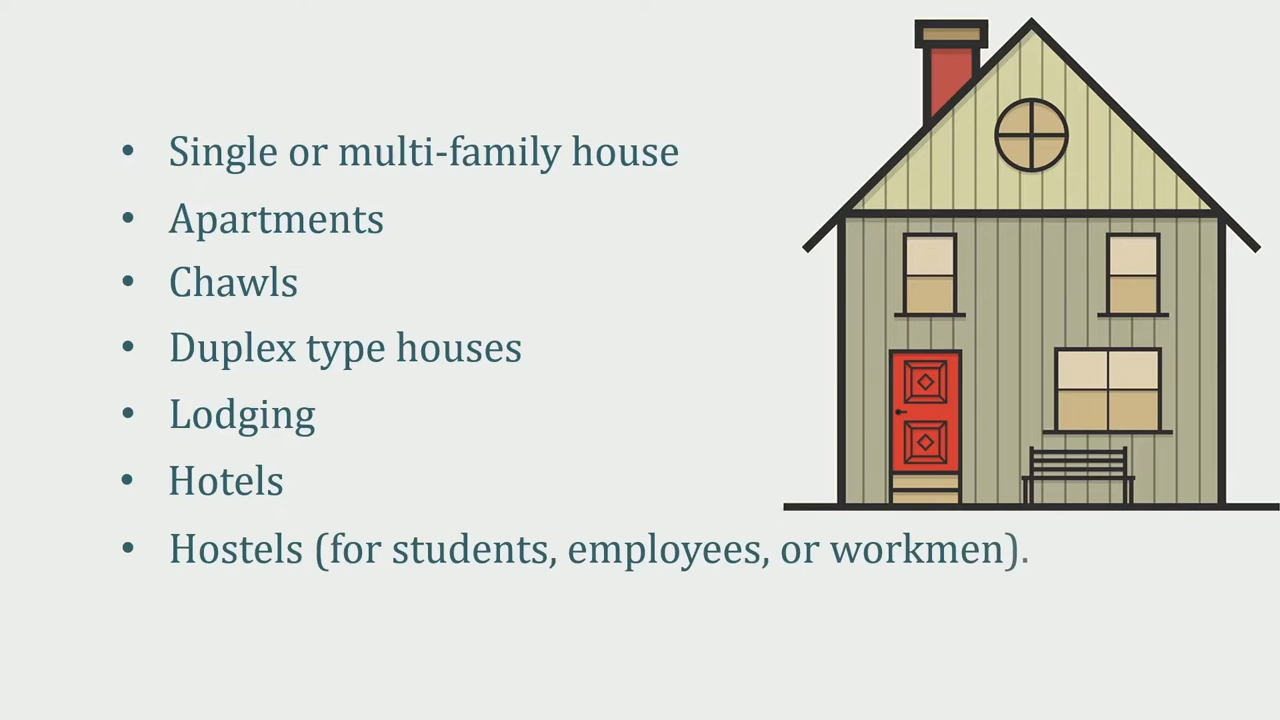 • Single or multi-family house
• Apartments
• Chawls
• Duplex type houses
• Lodging
• Hotels
• Hostels (for students, employees, or workmen).